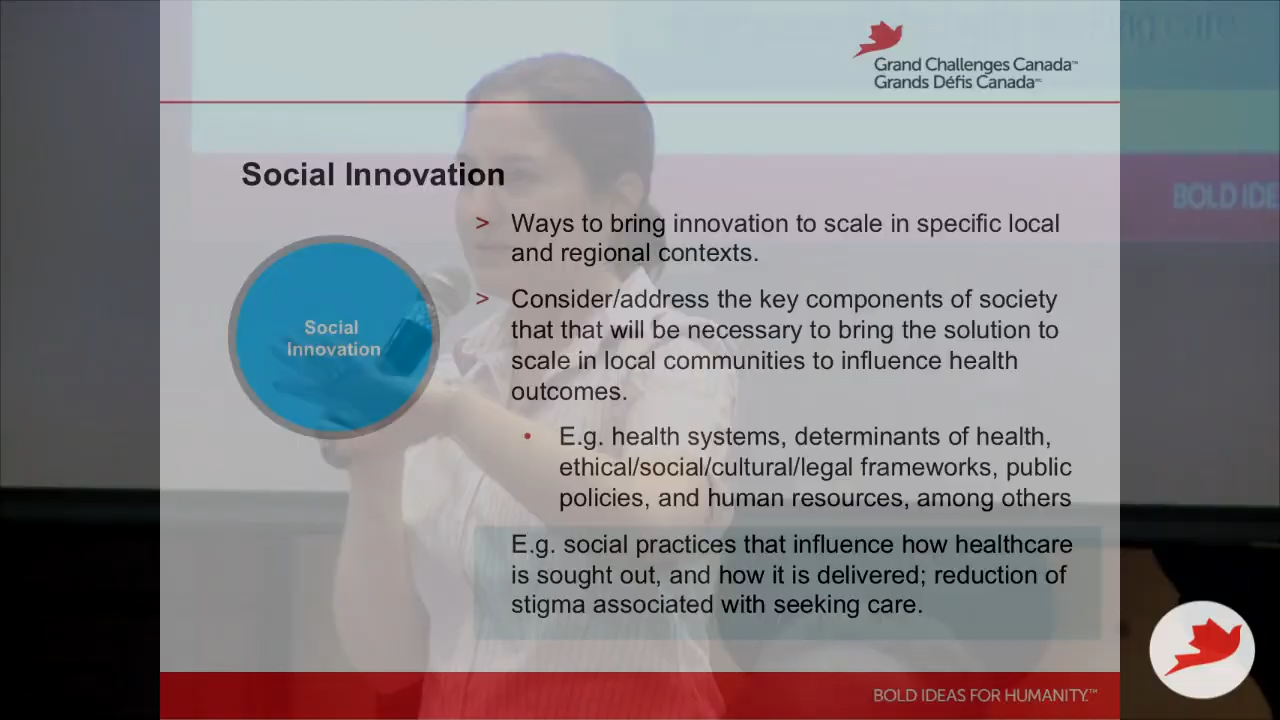 Grand Challenges Canada™
Grands Défis Canada™
Social Innovation
> Ways to bring innovation to scale in specific local
and regional contexts.
Social
Innovation
> Consider/address the key components of society
that that will be necessary to bring the solution to
scale in local communities to influence health
outcomes.
• E.g. health systems, determinants of health,
ethical/social/cultural/legal frameworks, public
policies, and human resources, among others
E.g. social practices that influence how healthcare
is sought out, and how it is delivered; reduction of
stigma associated with seeking care.
BOLD IDEAS FOR HUMANITY.™
BOLD IDE
care.